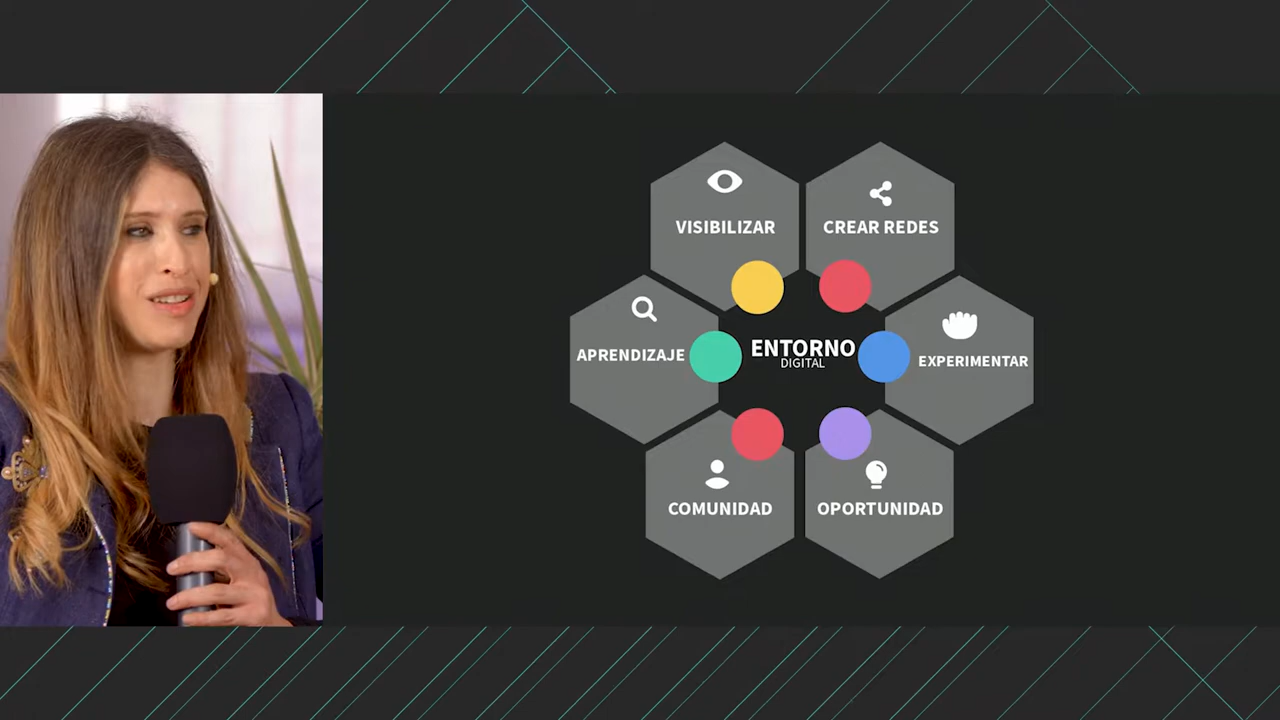 VISIBILIZAR
CREAR REDES
APRENDIZAJE
ENTORNO
DIGITAL
EXPERIMENTAR
COMUNIDAD
OPORTUNIDAD